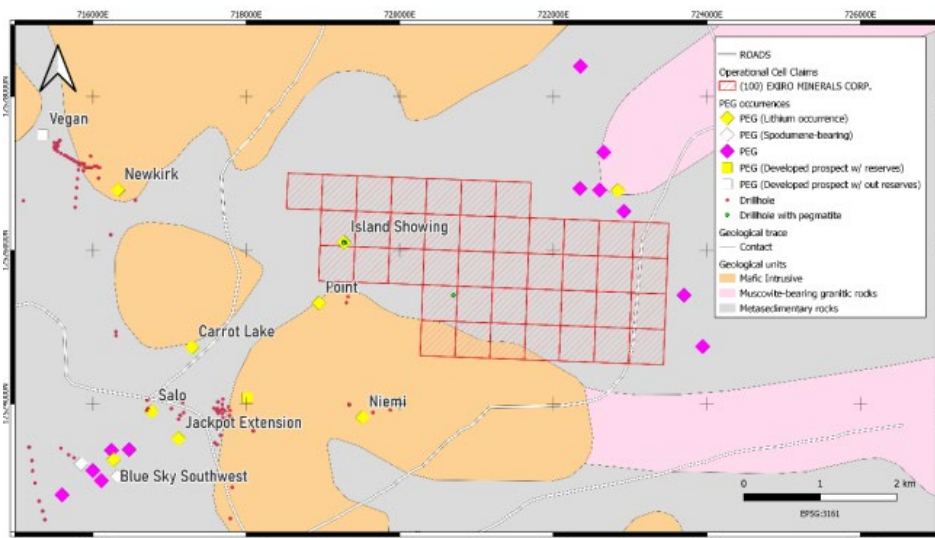 716000E
718000E
720000E
722000E
724000E
726000E
ROADS
Operational Cell Claims
(100) EXIRO MINERALS CORP.
PEG occurrences
PEG (Lithium occurrence)
PEG (Spodumene-bearing)
PEG
PEG (Developed prospect w/ reserves)
PEG (Developed prospect w/ out reserves)
Drillhole
Drillhole with pegmatite
Geological trace
Contact
Geological units
Mafic Intrusive
Muscovite-bearing granitic rocks
Metasedimentary rocks
Vegan
Newkirk
Island Showing
Point
Carrot Lake
Salo
Niemi
Jackpot Extension
Blue Sky Southwest
0 1 2 km
EPSG:3161